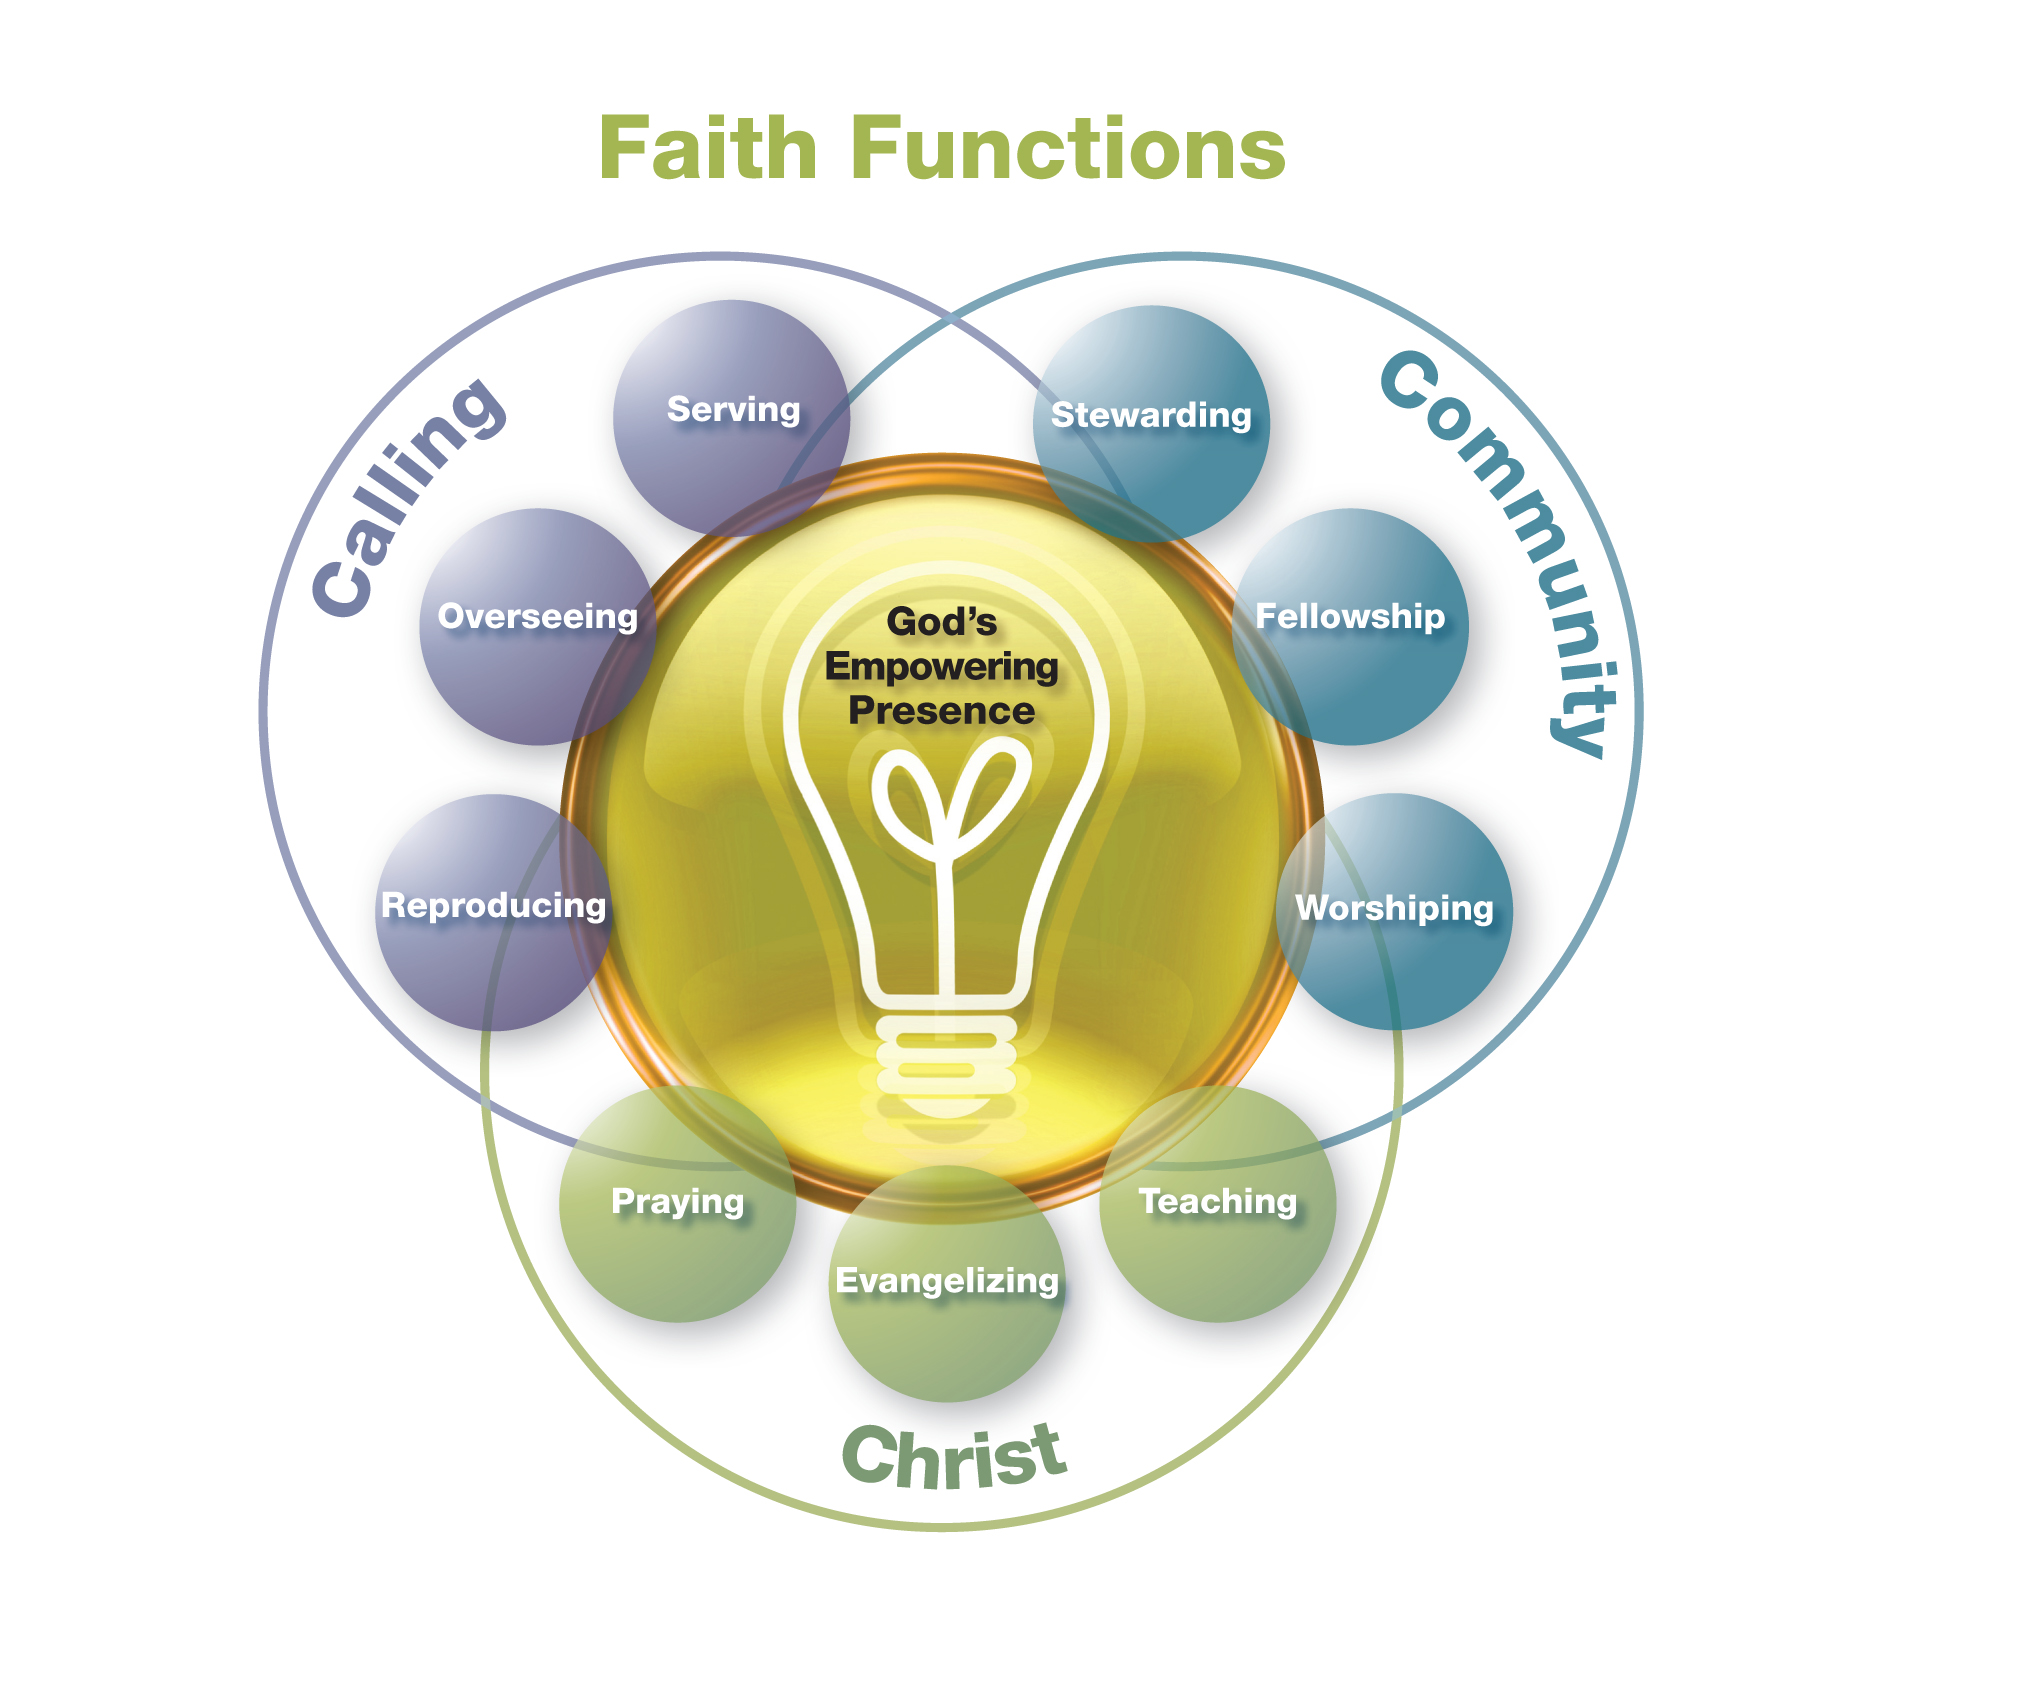 Faith Functions
Calling
Community
Serving
Stewarding
Overseeing
Fellowship
God's
Empowering
Presence
Reproducing
Worshiping
Praying
Teaching
Evangelizing
Christ